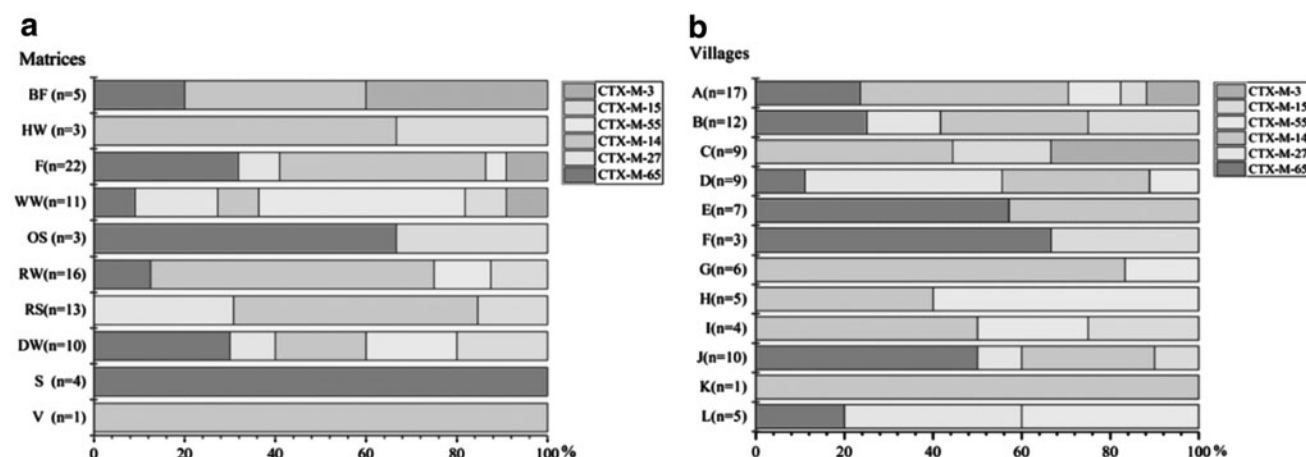 a
Matrices
BF (n=5)
HW (n=3)
F(n=22)
WW(n=11)
OS (n=3)
RW(n=16)
RS(n=13)
DW(n=10)
S (n=4)
V (n=1)
0 20 40 60 80 100 %
CTX-M-3
CTX-M-15
CTX-M-55
CTX-M-14
CTX-M-27
CTX-M-65
b
Villages
A(n=17)
B(n=12)
C(n=9)
D(n=9)
E(n=7)
F(n=3)
G(n=6)
H(n=5)
I(n=4)
J(n=10)
K(n=1)
L(n=5)
0 20 40 60 80 100 %
CTX-M-3
CTX-M-15
CTX-M-55
CTX-M-14
CTX-M-27
CTX-M-65